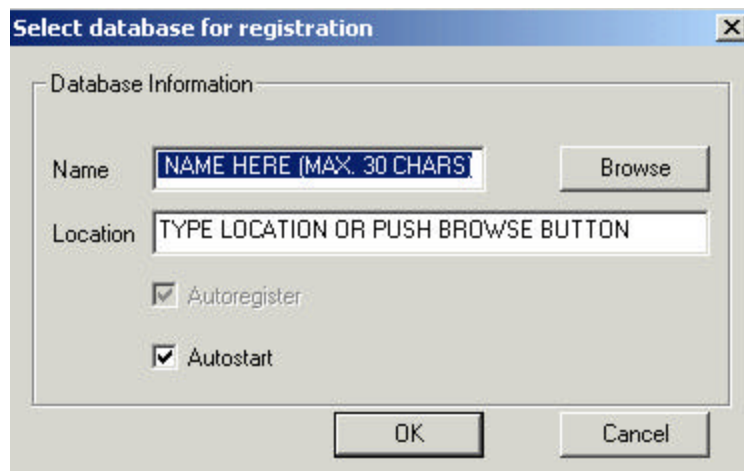 Select database for registration
Database Information
Name
NAME HERE (MAX. 30 CHARS)
Browse
Location
TYPE LOCATION OR PUSH BROWSE BUTTON
Autoregister
Autostart
OK
Cancel